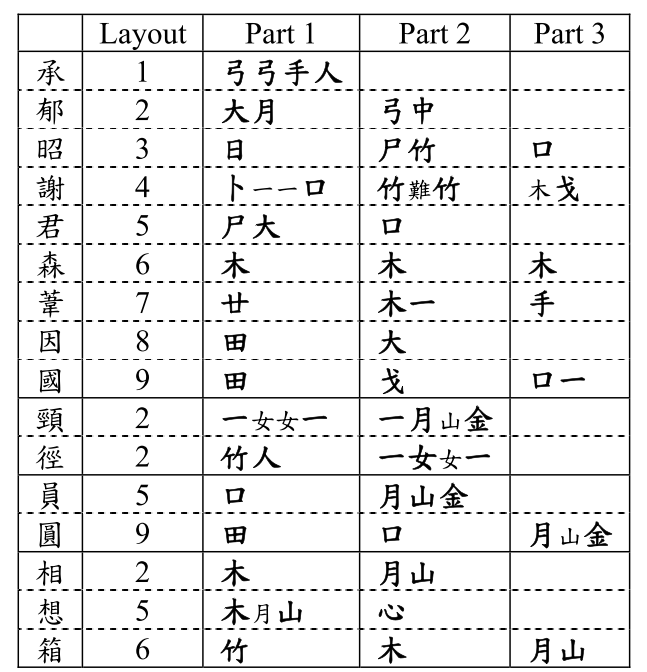 Layout Part 1 Part 2 Part 3
承 1 弓弓手人
郁 2 大月 弓中
昭 3 日 尸竹 口
謝 4 卜一一口 竹難竹 木戈
君 5 尸大 口
森 6 木 木 木
葦 7 廿 木一 手
因 8 田 大
國 9 田 戈 口一
頸 2 一女女一 一月山金
徑 2 竹人 一女女一
員 5 口 月山金
圓 9 田 口 月山金
相 2 木 月山
想 5 木月山 心
箱 6 竹 木 月山